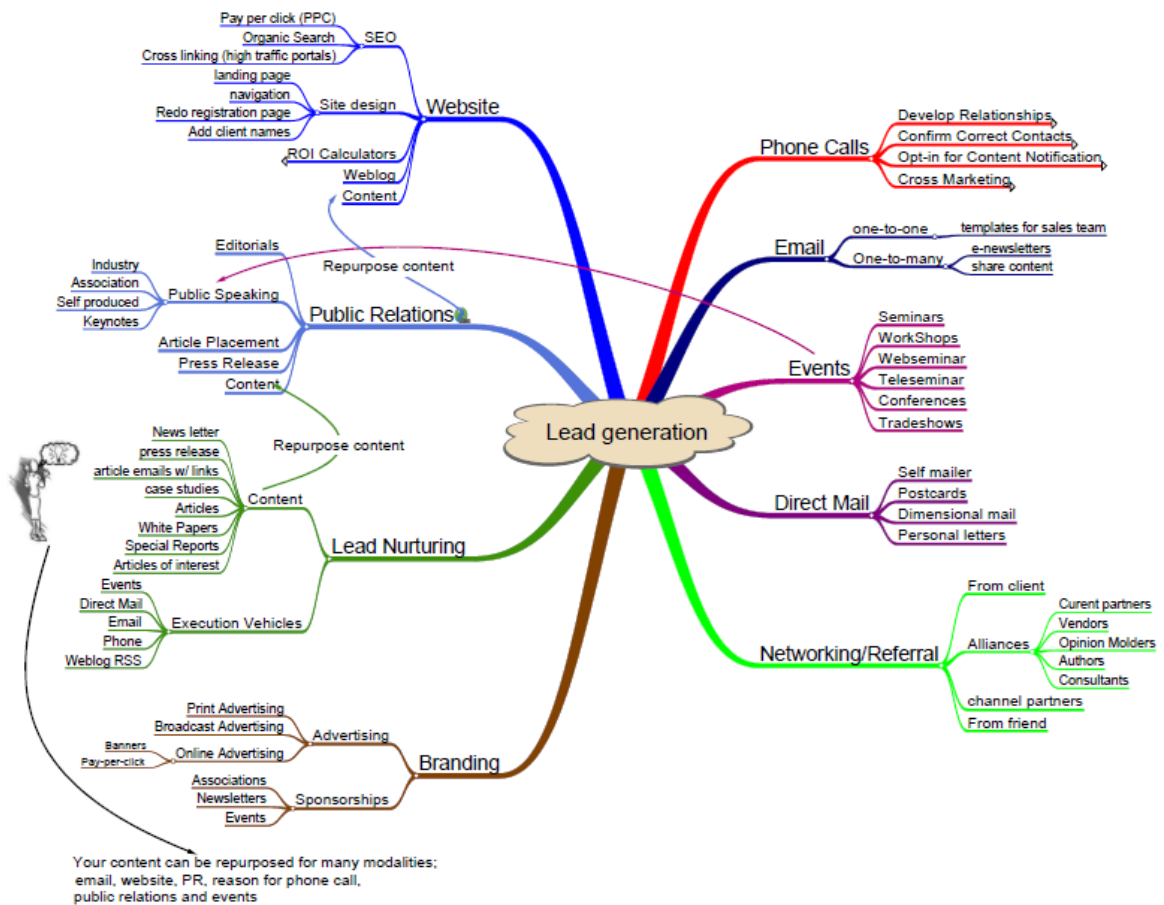 Pay per click (PPC)
Organic Search
Cross linking (high traffic portals)
SEO
landing page
navigation
Redo registration page
Add client names
Site design
ROI Calculators
Weblog
Content
Website
Repurpose content
Editorials
Industry
Association
Self produced
Keynotes
Public Speaking
Article Placement
Press Release
Content
Public Relations
Repurpose content
News letter
press release
article emails w/ links
case studies
Articles
White Papers
Special Reports
Articles of interest
Content
Events
Direct Mail
Email
Phone
Weblog RSS
Execution Vehicles
Lead Nurturing
Print Advertising
Broadcast Advertising
Banners
Pay-per-click
Online Advertising
Advertising
Associations
Newsletters
Events
Sponsorships
Branding
Lead generation
Phone Calls
Develop Relationships
Confirm Correct Contacts
Opt-in for Content Notification
Cross Marketing
Email
one-to-one
templates for sales team
One-to-many
e-newsletters
share content
Events
Seminars
WorkShops
Webseminar
Teleseminar
Conferences
Tradeshows
Direct Mail
Self mailer
Postcards
Dimensional mail
Personal letters
Networking/Referral
From client
Alliances
Curent partners
Vendors
Opinion Molders
Authors
Consultants
channel partners
From friend
Your content can be repurposed for many modalities;
email, website, PR, reason for phone call,
public relations and events